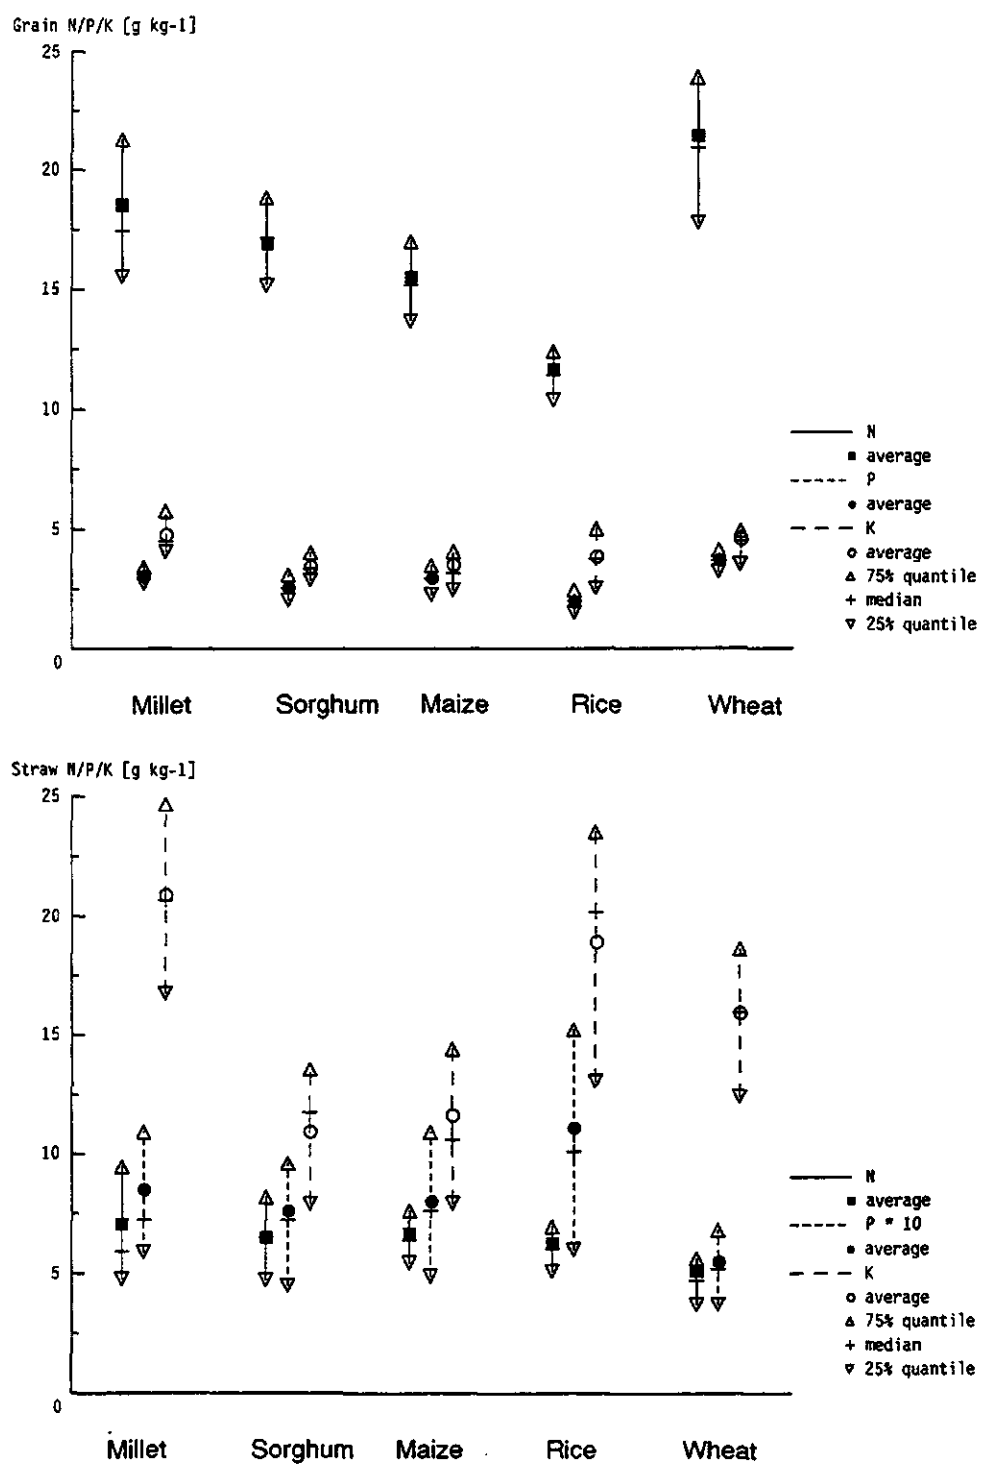 Grain N/P/K [g kg-1]
25
20
15
10
5
0
N
average
P
average
K
average
75% quantile
median
25% quantile
Millet Sorghum Maize Rice Wheat
Straw N/P/K [g kg-1]
25
20
15
10
5
0
N
average
P * 10
average
K
average
75% quantile
median
25% quantile
Millet Sorghum Maize Rice Wheat